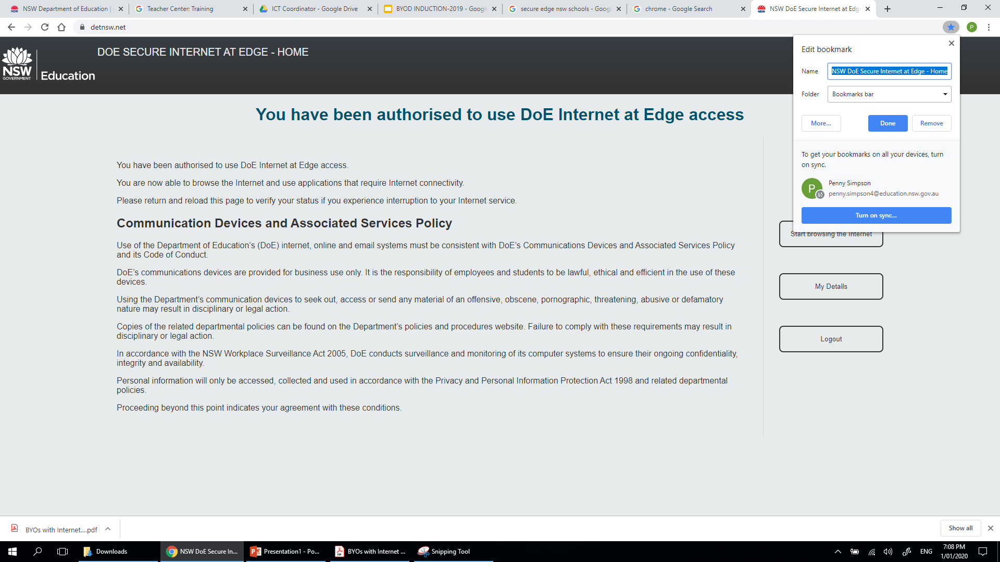 NSW Department of Education |
Teacher Center: Training
ICT Coordinator - Google Drive
BYOD INDUCTION-2019 - Googl
secure edge nsw schools - Goog
chrome - Google Search
NSW DoE Secure Internet at Edg
detnsw.net
P
NSW
GOVERNMENT
Education
DOE SECURE INTERNET AT EDGE - HOME
Edit bookmark
Name
NSW DoE Secure Internet at Edge - Home
Folder
Bookmarks bar
More...
Done
Remove
To get your bookmarks on all your devices, turn
on sync.
P
Penny Simpson
penny.simpson4@education.nsw.gov.au
Turn on sync...
You have been authorised to use DoE Internet at Edge access
You have been authorised to use DoE Internet at Edge access.
You are now able to browse the Internet and use applications that require Internet connectivity.
Please return and reload this page to verify your status if you experience interruption to your Internet service.
Communication Devices and Associated Services Policy
Use of the Department of Education’s (DoE) internet, online and email systems must be consistent with DoE’s Communications Devices and Associated Services Policy
and its Code of Conduct.
DoE’s communications devices are provided for business use only. It is the responsibility of employees and students to be lawful, ethical and efficient in the use of these
devices.
Using the Department’s communication devices to seek out, access or send any material of an offensive, obscene, pornographic, threatening, abusive or defamatory
nature may result in disciplinary or legal action.
Copies of the related departmental policies can be found on the Department’s policies and procedures website. Failure to comply with these requirements may result in
disciplinary or legal action.
In accordance with the NSW Workplace Surveillance Act 2005, DoE conducts surveillance and monitoring of its computer systems to ensure their ongoing confidentiality,
integrity and availability.
Personal information will only be accessed, collected and used in accordance with the Privacy and Personal Information Protection Act 1998 and related departmental
policies.
Proceeding beyond this point indicates your agreement with these conditions.
Start browsing the Internet
My Details
Logout
BYOs with Internet....pdf
Show all
Downloads
NSW DoE Secure In...
Presentation1 - Po...
BYOs with Internet ...
Snipping Tool
ENG
7:08 PM
1/01/2020